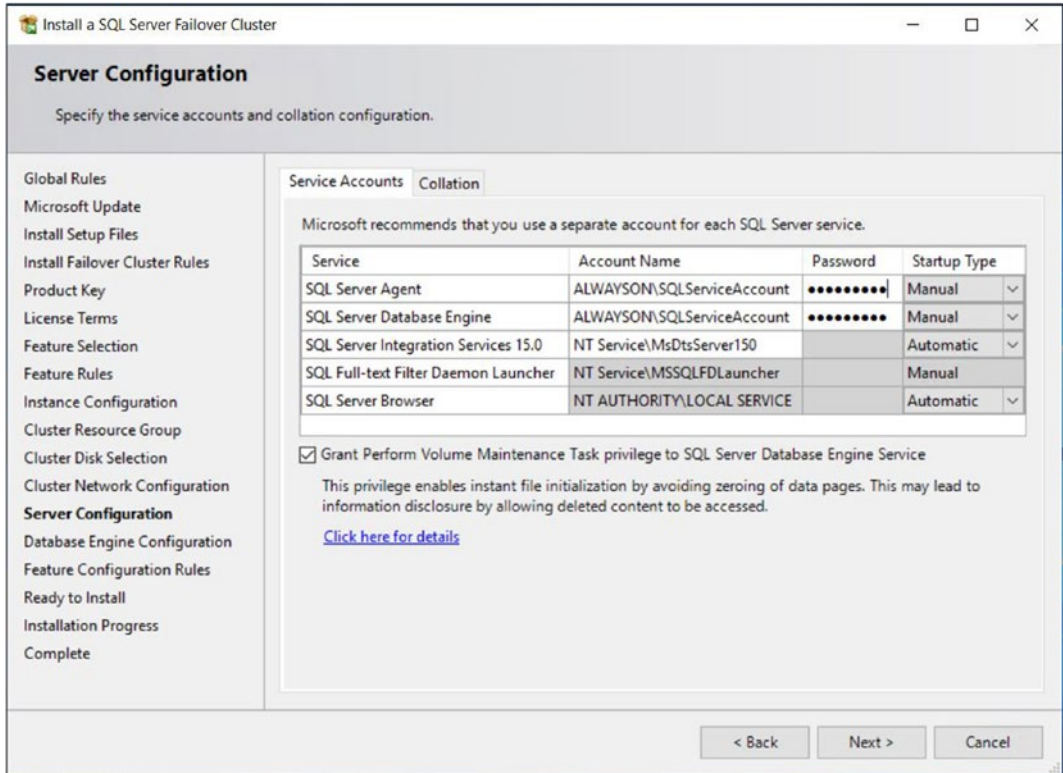 Install a SQL Server Failover Cluster
Server Configuration
Specify the service accounts and collation configuration.
Global Rules
Microsoft Update
Install Setup Files
Install Failover Cluster Rules
Product Key
License Terms
Feature Selection
Feature Rules
Instance Configuration
Cluster Resource Group
Cluster Disk Selection
Cluster Network Configuration
Server Configuration
Database Engine Configuration
Feature Configuration Rules
Ready to Install
Installation Progress
Complete
Service Accounts Collation
Microsoft recommends that you use a separate account for each SQL Server service.
Service Account Name Password Startup Type
SQL Server Agent ALWAYSON\SQLServiceAccount ●●●●●●●●● Manual
SQL Server Database Engine ALWAYSON\SQLServiceAccount ●●●●●●●●● Manual
SQL Server Integration Services 15.0 NT Service\MsDtsServer150 Automatic
SQL Full-text Filter Daemon Launcher NT Service\MSSQLFDLauncher Manual
SQL Server Browser NT AUTHORITY\LOCAL SERVICE Automatic
Grant Perform Volume Maintenance Task privilege to SQL Server Database Engine Service
This privilege enables instant file initialization by avoiding zeroing of data pages. This may lead to
information disclosure by allowing deleted content to be accessed.
Click here for details
< Back Next > Cancel